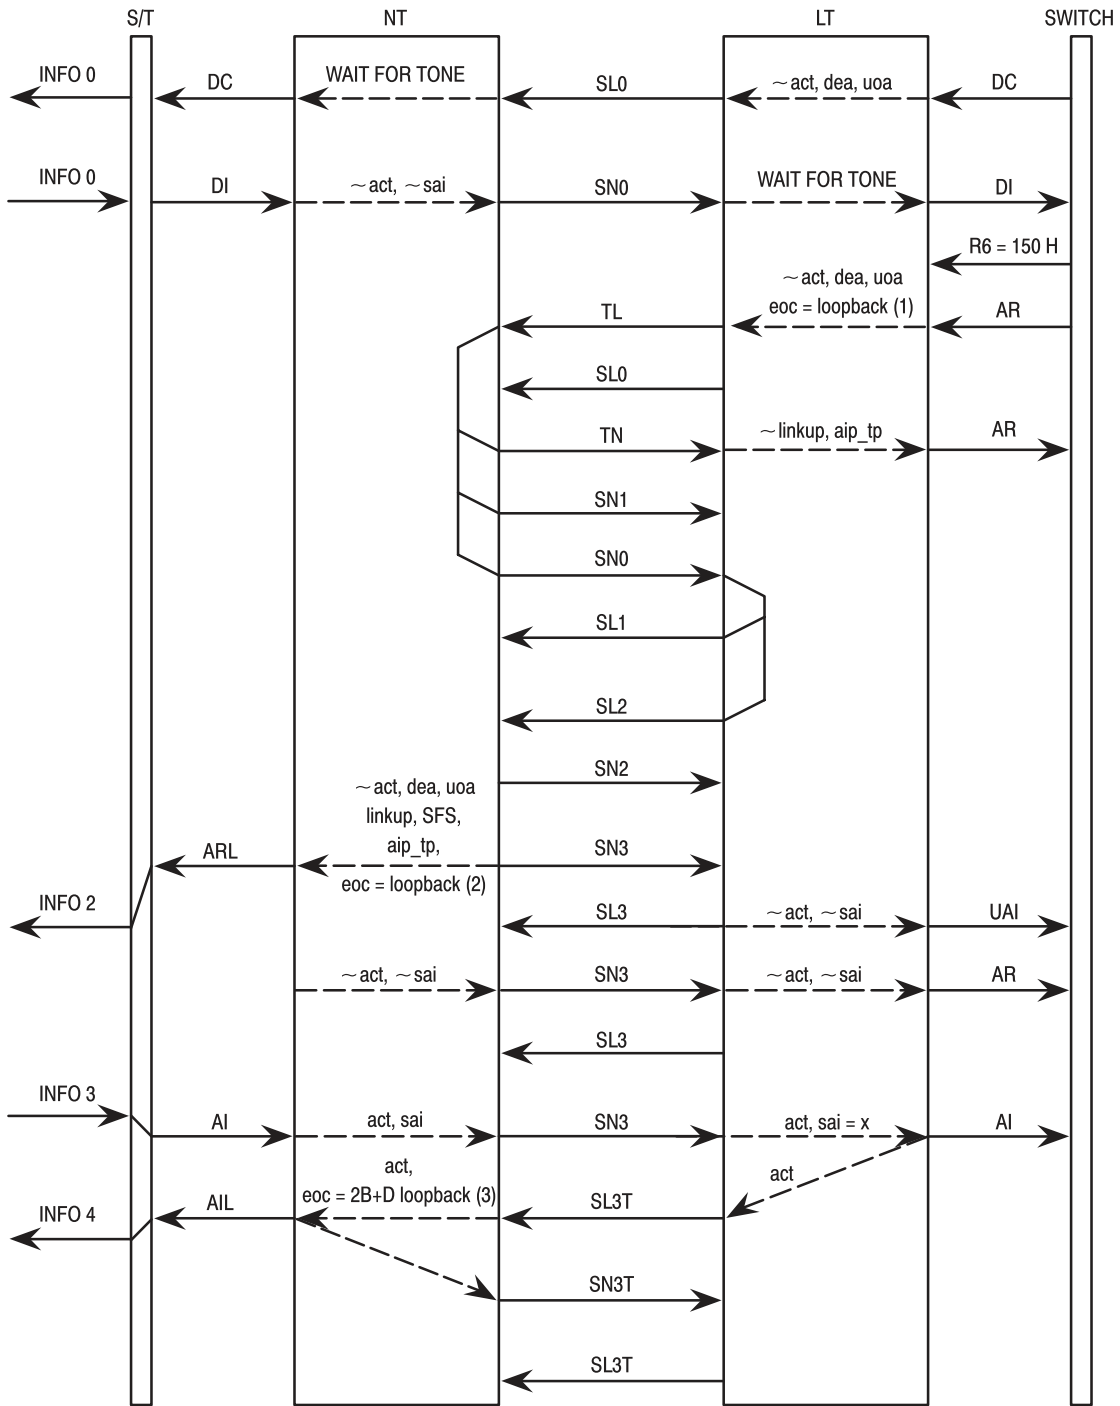 S/T NT LT SWITCH
INFO 0 DC WAIT FOR TONE SL0 ~act, dea, uoa DC
INFO 0 DI ~act, ~sai SN0 WAIT FOR TONE DI
R6 = 150 H
~act, dea, uoa
TL eoc = loopback (1) AR
SL0
TN ~linkup, aip_tp AR
SN1
SN0
SL1
SL2
SN2
~act, dea, uoa
linkup, SFS,
ARL aip_tp, SN3
eoc = loopback (2)
INFO 2 SL3 ~act, ~sai UAI
~act, ~sai SN3 ~act, ~sai AR
SL3
INFO 3
AI act, sai SN3 act, sai = x AI
act,
act
INFO 4 AIL eoc = 2B+D loopback (3) SL3T
SN3T
SL3T